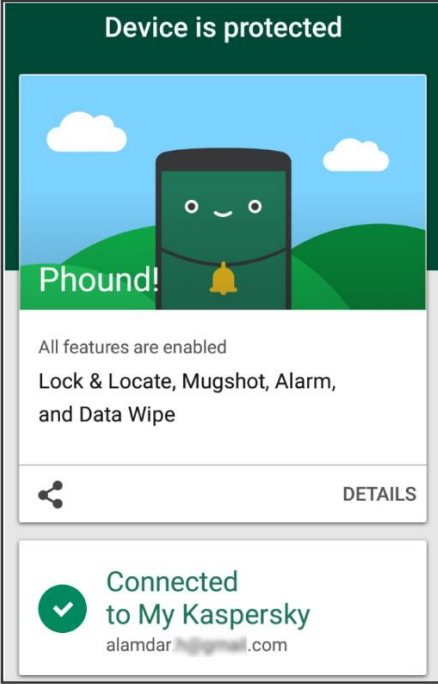 Device is protected
Phound!
All features are enabled
Lock & Locate, Mugshot, Alarm,
and Data Wipe
DETAILS
Connected
to My Kaspersky
alamdar .com